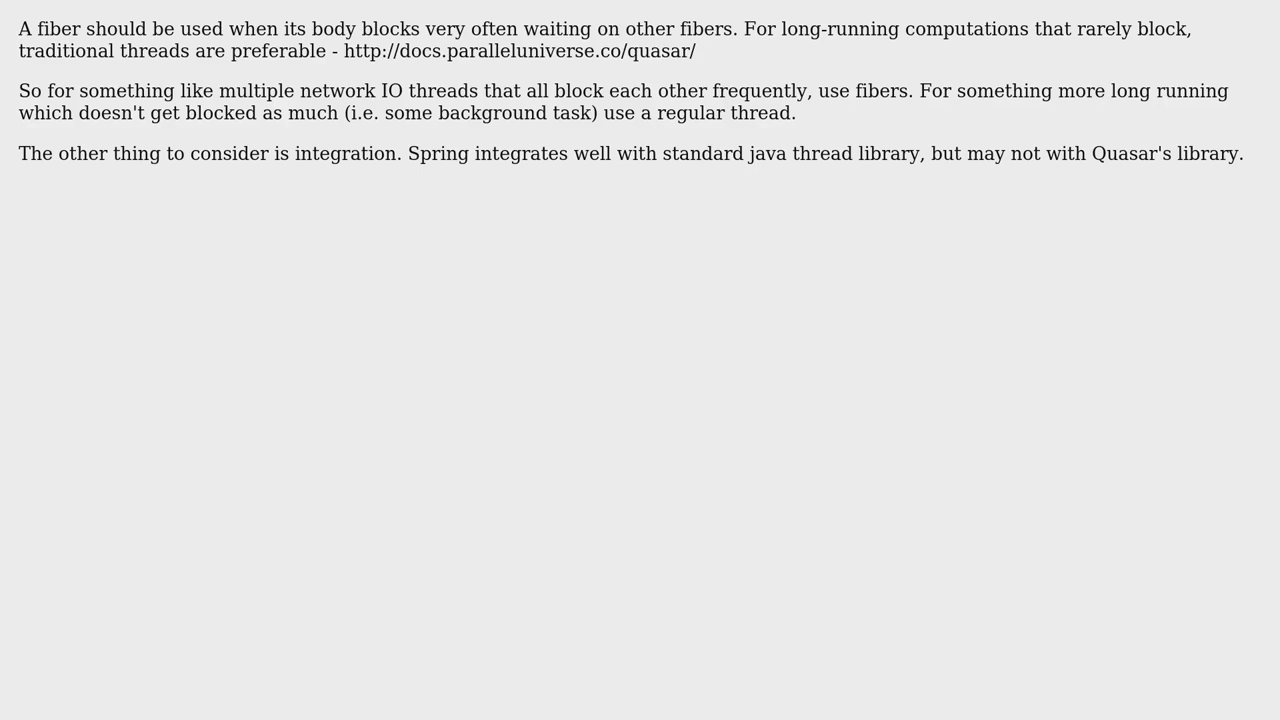 A fiber should be used when its body blocks very often waiting on other fibers. For long-running computations that rarely block,
traditional threads are preferable - http://docs.paralleluniverse.co/quasar/
So for something like multiple network IO threads that all block each other frequently, use fibers. For something more long running
which doesn't get blocked as much (i.e. some background task) use a regular thread.
The other thing to consider is integration. Spring integrates well with standard java thread library, but may not with Quasar's library.